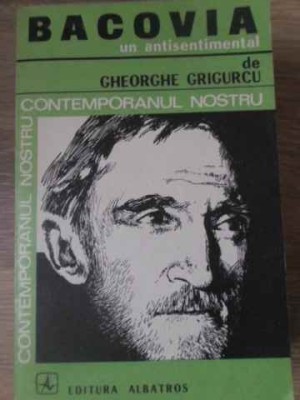 BACOVIA
un antisentimental
de
GHEORGHE GRIGURCU
CONTEMPORANUL NOSTRU
CONTEMPORANUL NOSTRU
EDITURA ALBATROS